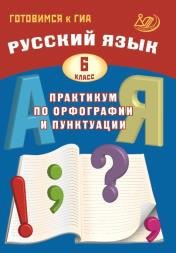 ГОТОВИМСЯ К ГИА
РУССКИЙ ЯЗЫК
6
КЛАСС
ПРАКТИКУМ
ПО ОРФОГРАФИИ
И ПУНКТУАЦИИ
А Я
! ; ? ,